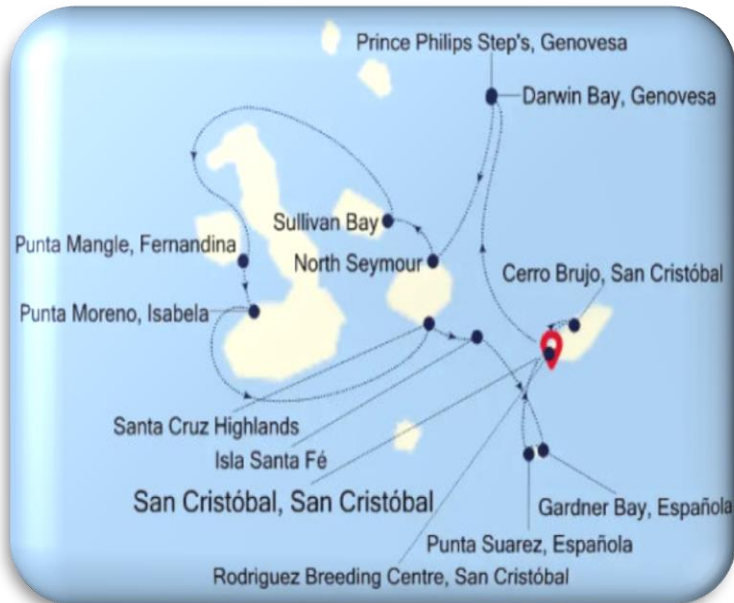 Prince Philips Step's, Genovesa
Darwin Bay, Genovesa
Sullivan Bay
Punta Mangle, Fernandina
North Seymour
Cerro Brujo, San Cristóbal
Punta Moreno, Isabela
Santa Cruz Highlands
Isla Santa Fé
San Cristóbal, San Cristóbal
Gardner Bay, Española
Punta Suarez, Española
Rodriguez Breeding Centre, San Cristóbal